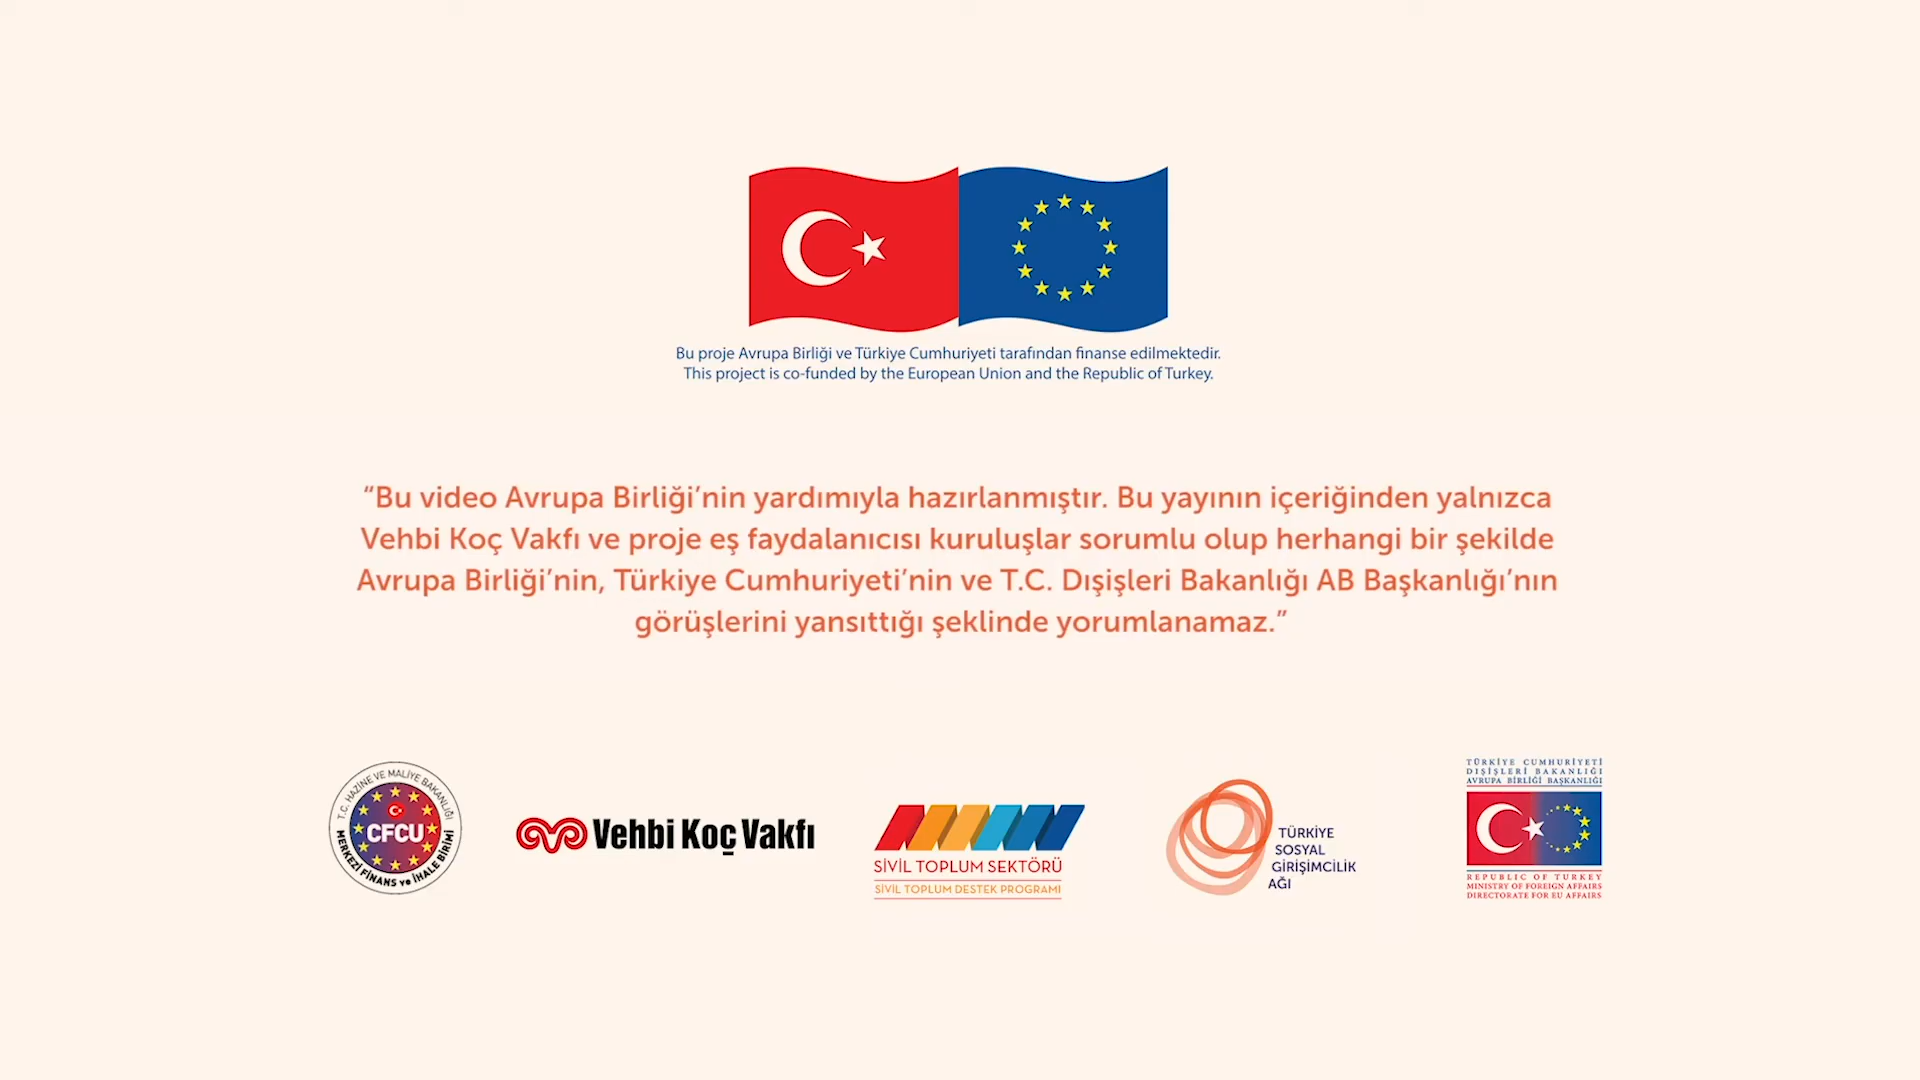 Bu proje Avrupa Birliği ve Türkiye Cumhuriyeti tarafından finanse edilmektedir.
This project is co-funded by the European Union and the Republic of Turkey.
“Bu video Avrupa Birliği’nin yardımıyla hazırlanmıştır. Bu yayının içeriğinden yalnızca
Vehbi Koç Vakfı ve proje eş faydalanıcısı kuruluşlar sorumlu olup herhangi bir şekilde
Avrupa Birliği’nin, Türkiye Cumhuriyeti’nin ve T.C. Dışişleri Bakanlığı AB Başkanlığı’nın
görüşlerini yansıttığı şeklinde yorumlanamaz.”
T.C. HAZİNE VE MALİYE BAKANLIĞI
CFCU
MERKEZİ FİNANS ve İHALE BİRİMİ
Vehbi Koç Vakfı
SİVİL TOPLUM SEKTÖRÜ
SİVİL TOPLUM DESTEK PROGRAMI
TÜRKİYE
SOSYAL
GİRİŞİMCİLİK
AĞI
TÜRKİYE CUMHURİYETİ
DIŞİŞLERİ BAKANLIĞI
AVRUPA BİRLİĞİ BAŞKANLIĞI
REPUBLIC OF TURKEY
MINISTRY OF FOREIGN AFFAIRS
DIRECTORATE FOR EU AFFAIRS